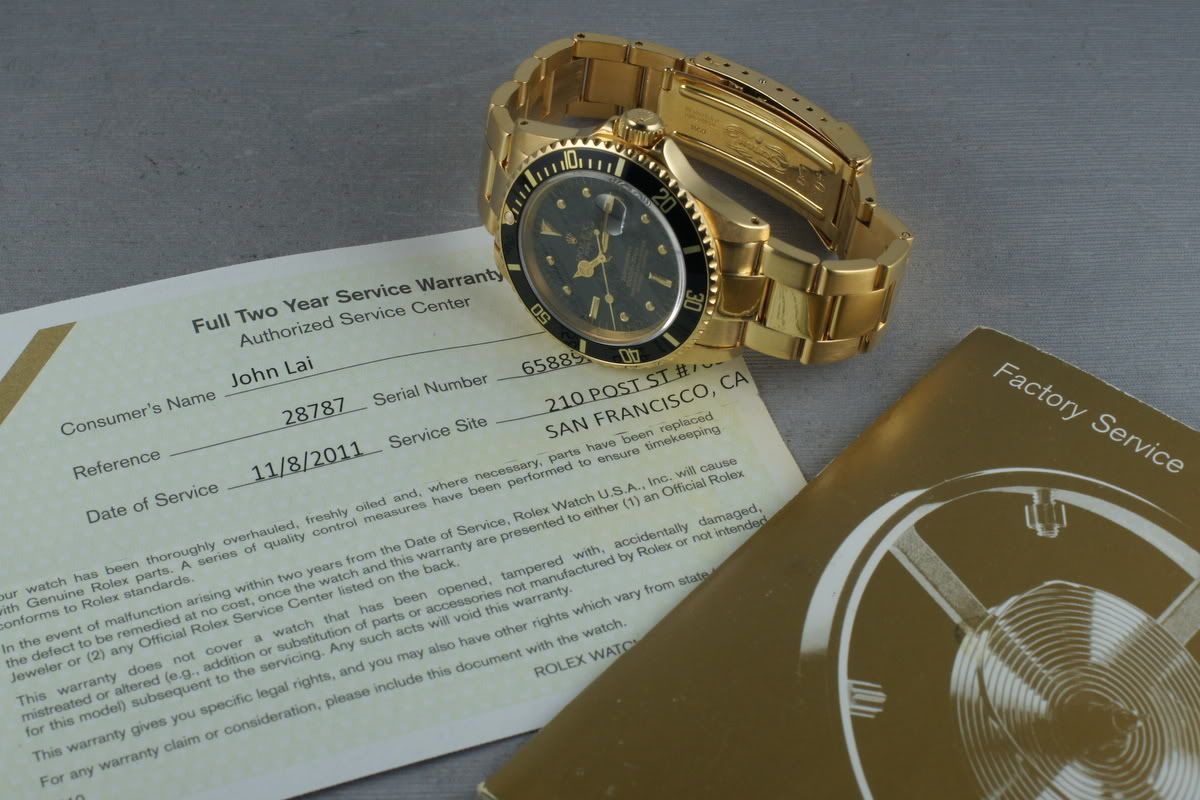 Full Two Year Service Warranty
Authorized Service Center
Consumer's Name John Lai
Reference 28787 Serial Number 6588
Date of Service 11/8/2011 Service Site 210 POST ST
SAN FRANCISCO, CA
our watch has been thoroughly overhauled, freshly oiled and, where necessary, parts have been replaced
with Genuine Rolex parts. A series of quality control measures have been performed to ensure timekeeping
conforms to Rolex standards.
In the event of malfunction arising within two years from the Date of Service, Rolex Watch U.S.A., Inc. will cause
the defect to be remedied at no cost, once the watch and this warranty are presented to either (1) an Official Rolex
Jeweler or (2) any Official Rolex Service Center listed on the back.
This warranty does not cover a watch that has been opened, tampered with, accidentally damaged,
mistreated or altered (e.g., addition or substitution of parts or accessories not manufactured by Rolex or not intended
for this model) subsequent to the servicing. Any such acts will void this warranty.
This warranty gives you specific legal rights, and you may also have other rights which vary from state
For any warranty claim or consideration, please include this document with the watch.
ROLEX WATC
10
20
30
40
50
ROLEX
Factory Service